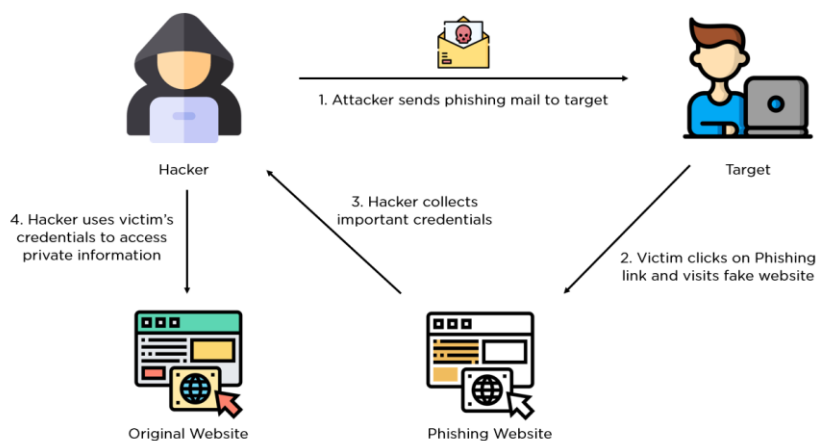 1. Attacker sends phishing mail to target
Hacker
Target
3. Hacker collects
important credentials
4. Hacker uses victim's
credentials to access
private information
2. Victim clicks on Phishing
link and visits fake website
Original Website
Phishing Website